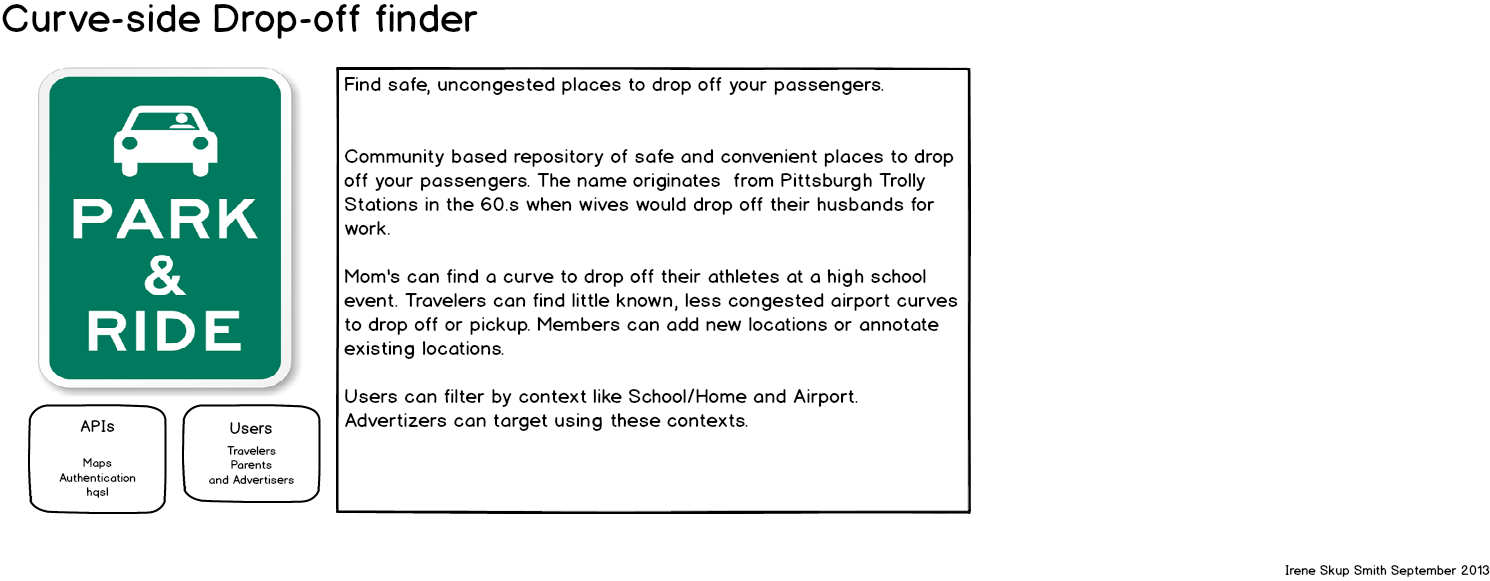 Curve-side Drop-off finder
PARK
&
RIDE
Find safe, uncongested places to drop off your passengers.
Community based repository of safe and convenient places to drop
off your passengers. The name originates  from Pittsburgh Trolly
Stations in the 60.s when wives would drop off their husbands for
work.
Mom's can find a curve to drop off their athletes at a high school
event. Travelers can find little known, less congested airport curves
to drop off or pickup. Members can add new locations or annotate
existing locations.
Users can filter by context like School/Home and Airport.
Advertizers can target using these contexts.
APIs
Maps
Authentication
hqsl
Users
Travelers
Parents
and Advertisers
Irene Skup Smith September 2013